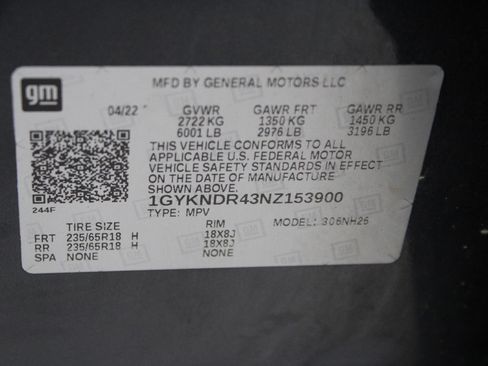 gm
MFD BY GENERAL MOTORS LLC
04/22 GVWR GAWR FRT GAWR RR
2722 KG 1350 KG 1450 KG
6001 LB 2976 LB 3196 LB
THIS VEHICLE CONFORMS TO ALL
APPLICABLE U.S. FEDERAL MOTOR
VEHICLE SAFETY STANDARDS IN EFFECT
ON THE DATE OF MANUFACTURE
SHOWN ABOVE.
1GYKNDR43NZ153900
244F
TYPE: MPV MODEL: 306NH26
TIRE SIZE RIM
FRT 235/65R18 H 18X8J
RR 235/65R18 H 18X8J
SPA NONE NONE